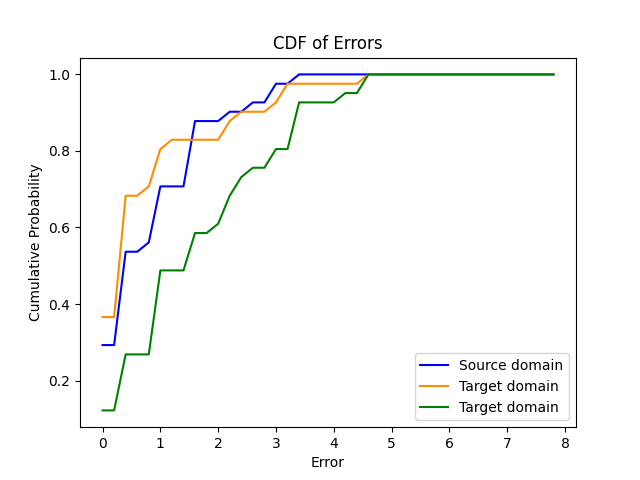 CDF of Errors
1.0
0.8
0.6
0.4
0.2
Cumulative Probability
Source domain
Target domain
Target domain
0 1 2 3 4 5 6 7 8
Error